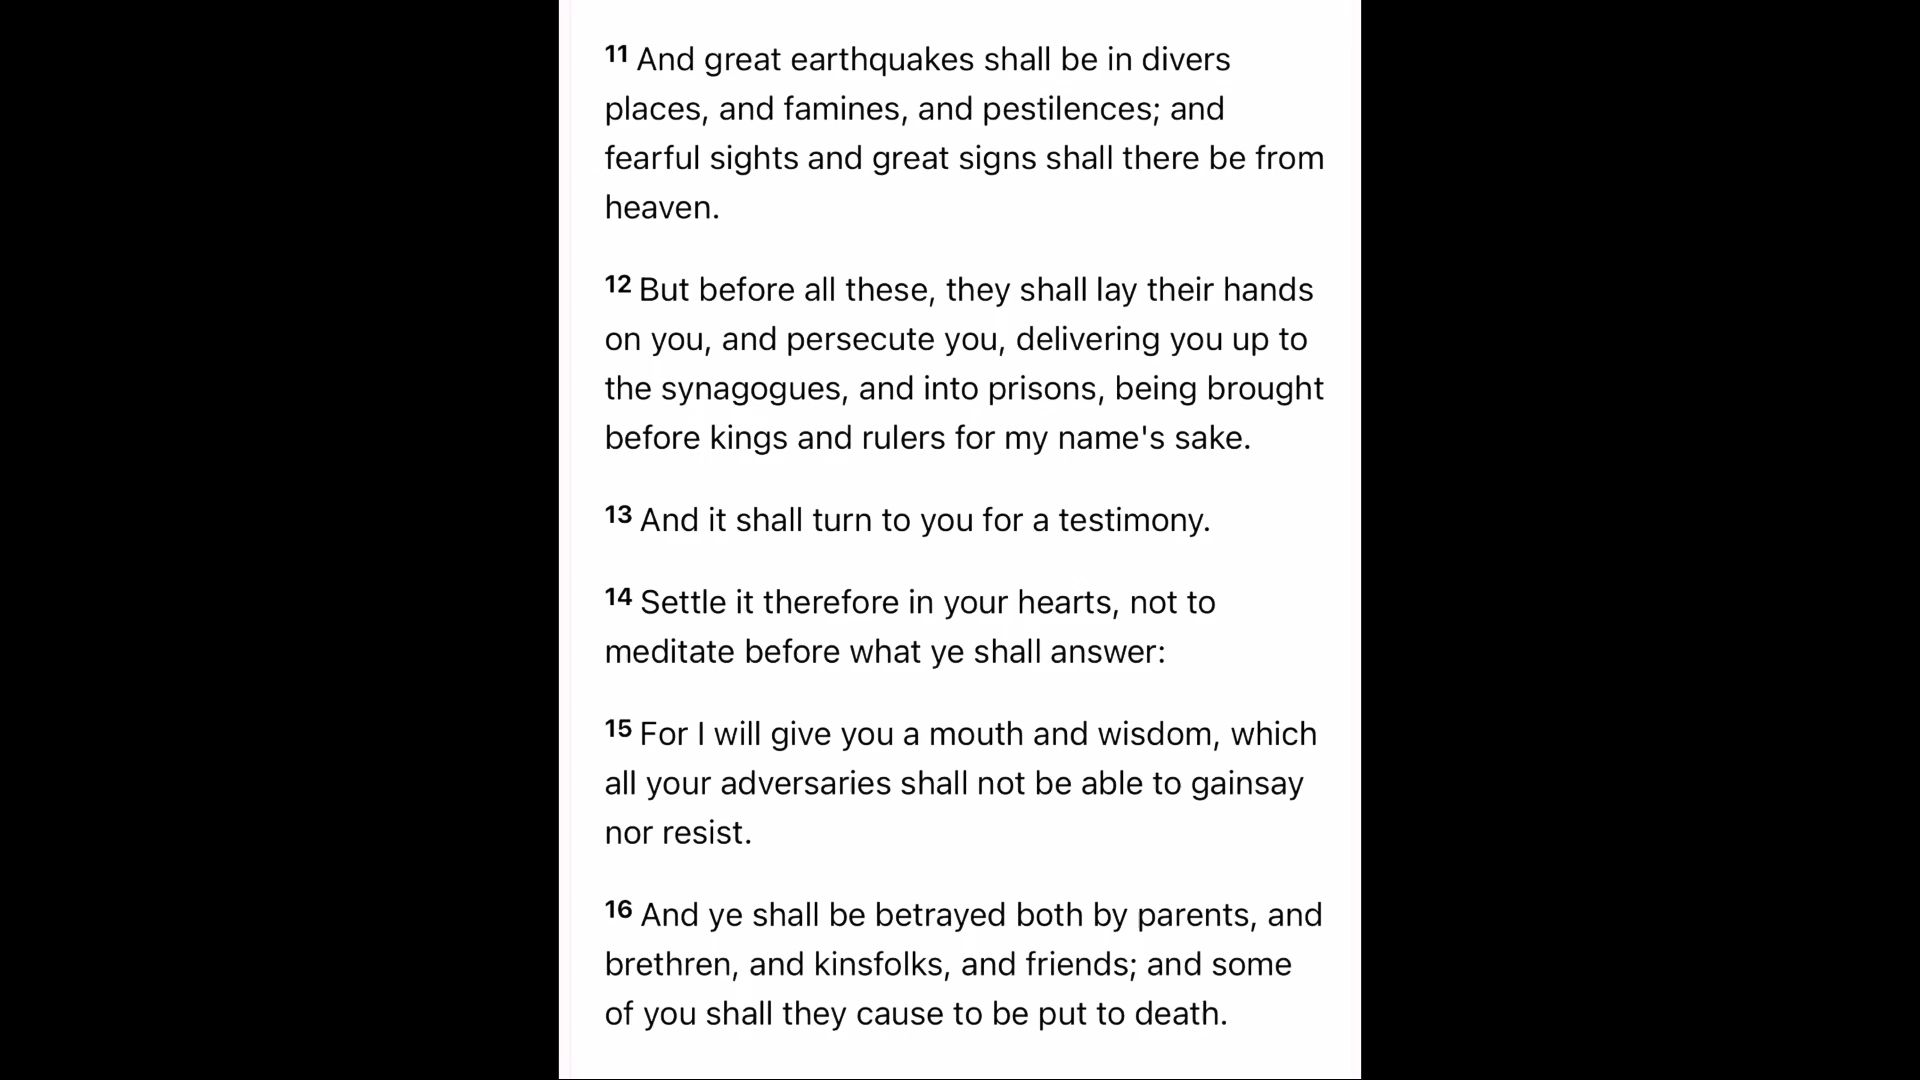 11 And great earthquakes shall be in divers
places, and famines, and pestilences; and
fearful sights and great signs shall there be from
heaven.
12 But before all these, they shall lay their hands
on you, and persecute you, delivering you up to
the synagogues, and into prisons, being brought
before kings and rulers for my name's sake.
13 And it shall turn to you for a testimony.
14 Settle it therefore in your hearts, not to
meditate before what ye shall answer:
15 For I will give you a mouth and wisdom, which
all your adversaries shall not be able to gainsay
nor resist.
16 And ye shall be betrayed both by parents, and
brethren, and kinsfolks, and friends; and some
of you shall they cause to be put to death.